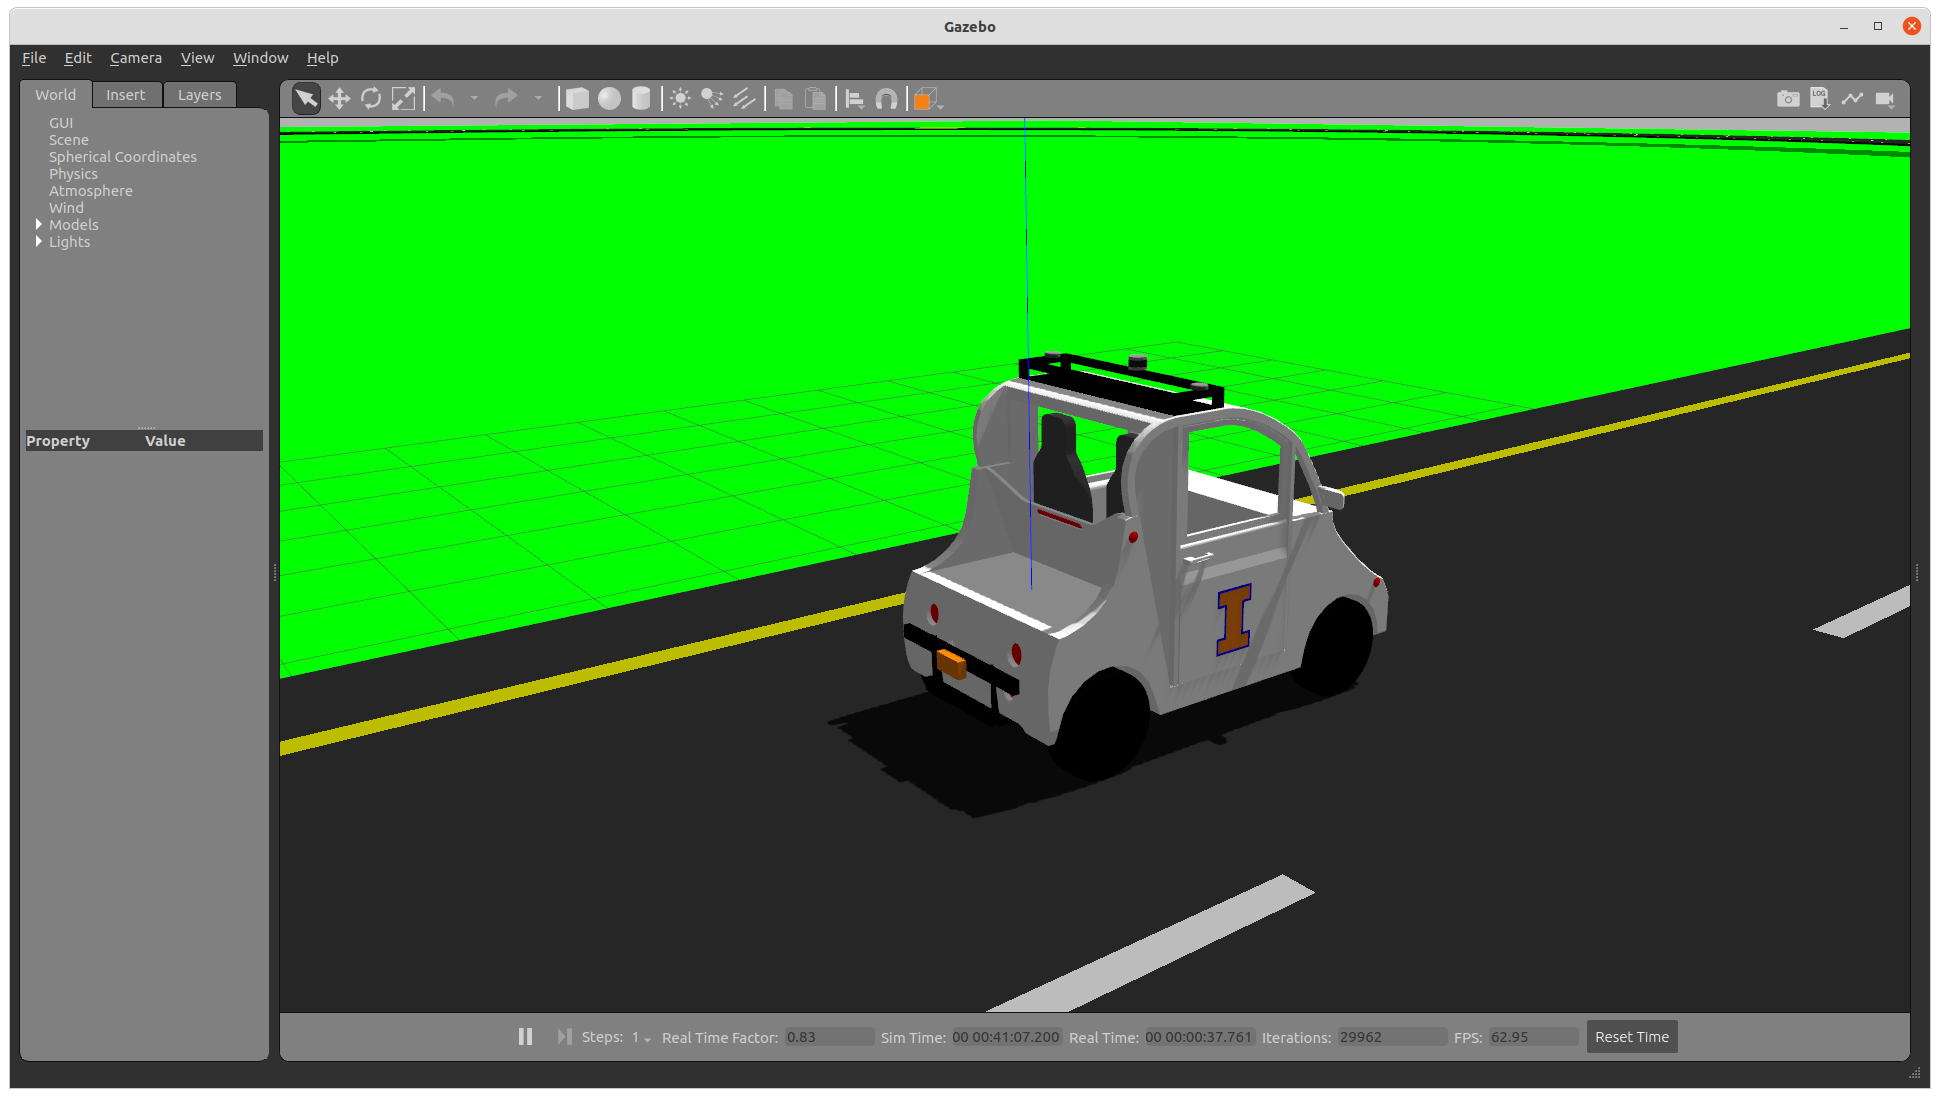 Gazebo
File Edit Camera View Window Help
World Insert Layers
GUI
Scene
Spherical Coordinates
Physics
Atmosphere
Wind
Models
Lights
Property Value
LOG
I
Steps: 1 Real Time Factor: 0.83 Sim Time: 00 00:41:07.200 Real Time: 00 00:00:37.761 Iterations: 29962 FPS: 62.95 Reset Time